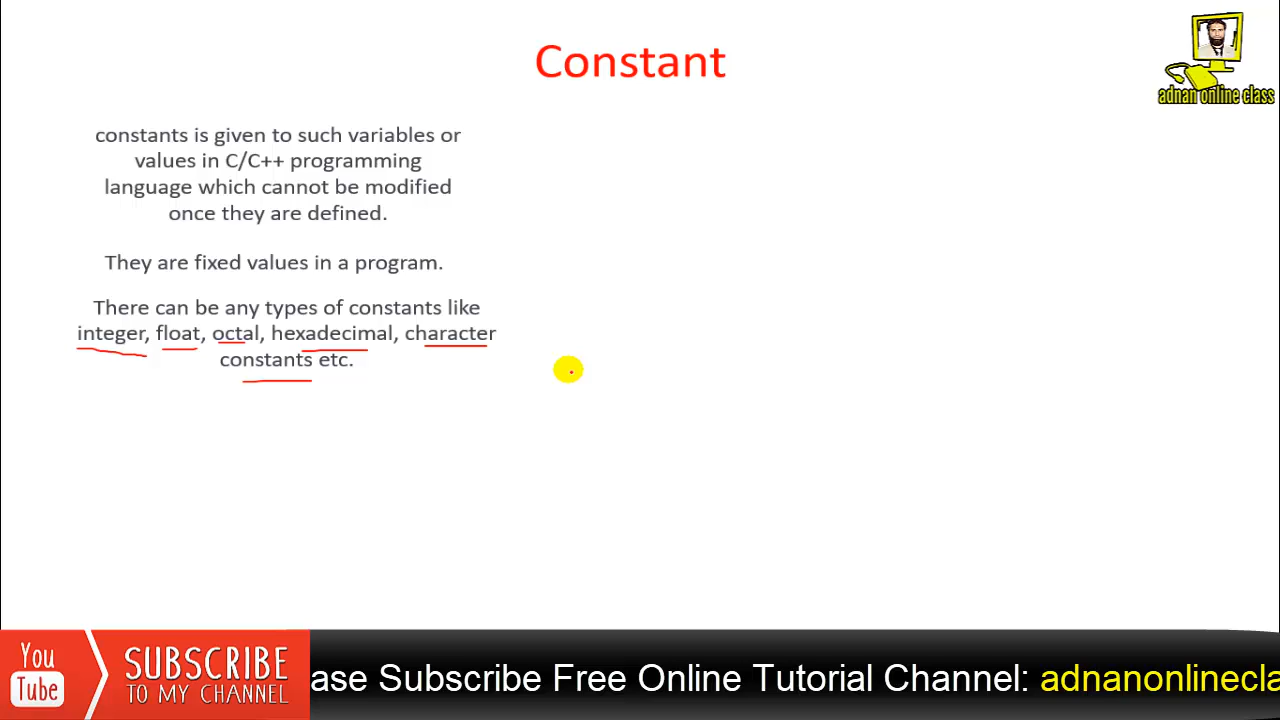 Constant
adnan online class
constants is given to such variables or
values in C/C++ programming
language which cannot be modified
once they are defined.
They are fixed values in a program.
There can be any types of constants like
integer, float, octal, hexadecimal, character
constants etc.
You
Tube
SUBSCRIBE
TO MY CHANNEL
ase Subscribe Free Online Tutorial Channel: adnanonlinecla